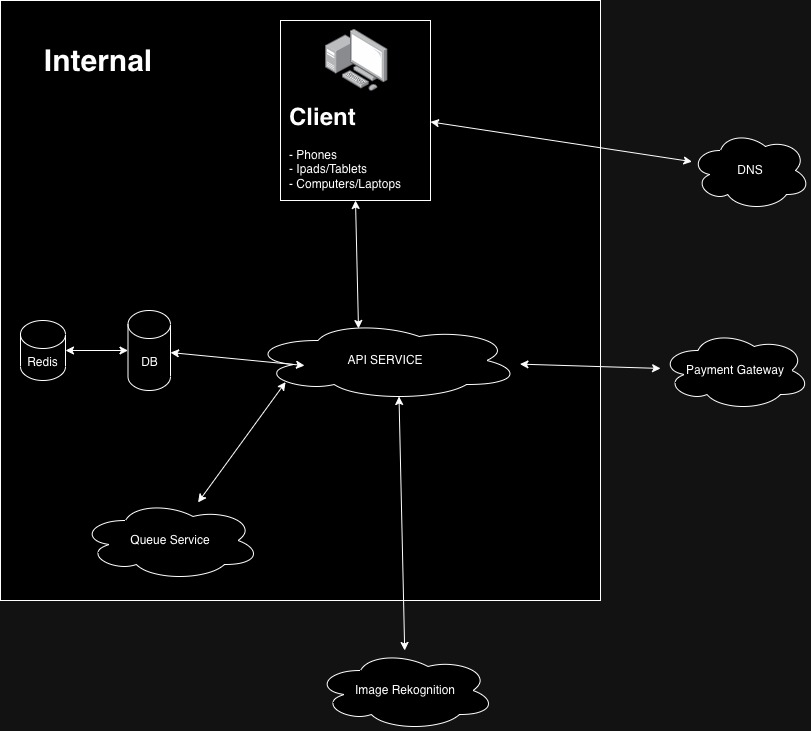 Internal
Client
- Phones
- Ipads/Tablets
- Computers/Laptops
DNS
Redis
DB
API SERVICE
Payment Gateway
Queue Service
Image Rekognition